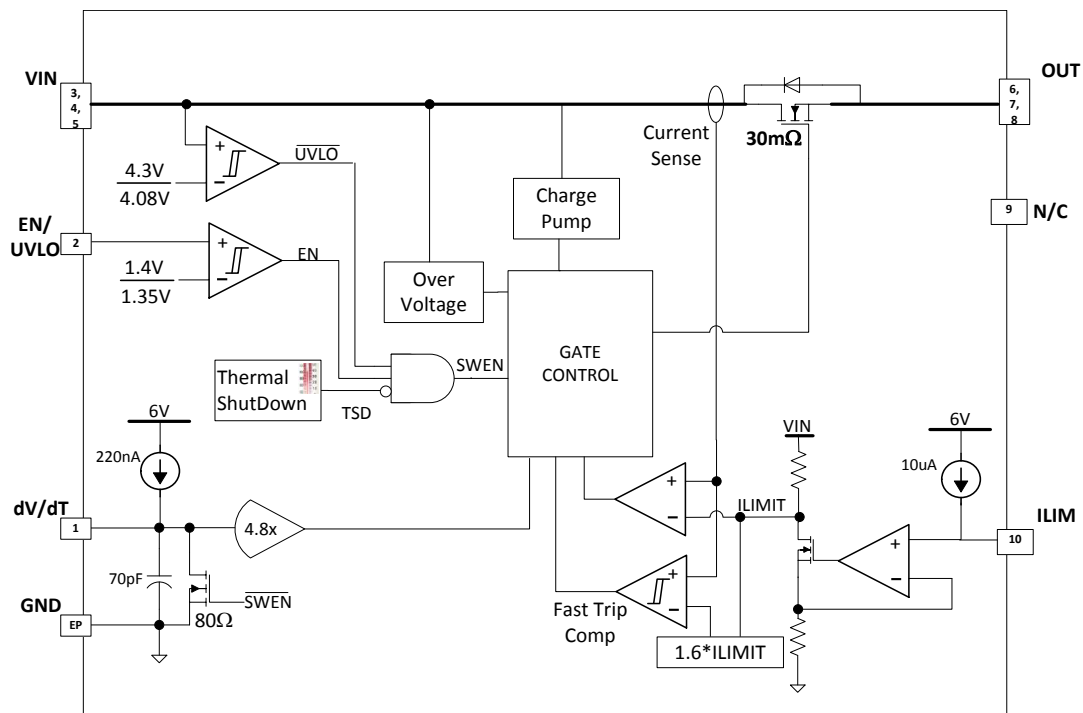 VIN
3,
4,
5
OUT
6,
7,
8
Current
Sense
30mΩ
+
−
UVLO
4.3V
4.08V
Charge
Pump
9
N/C
EN/
UVLO
2
+
−
EN
1.4V
1.35V
Over
Voltage
GATE
CONTROL
SWEN
Thermal
ShutDown
TSD
6V
220nA
VIN
6V
10uA
dV/dT
1
4.8x
+
−
ILIMIT
ILIM
10
+
−
70pF
SWEN
80Ω
GND
EP
+
−
Fast Trip
Comp
1.6*ILIMIT